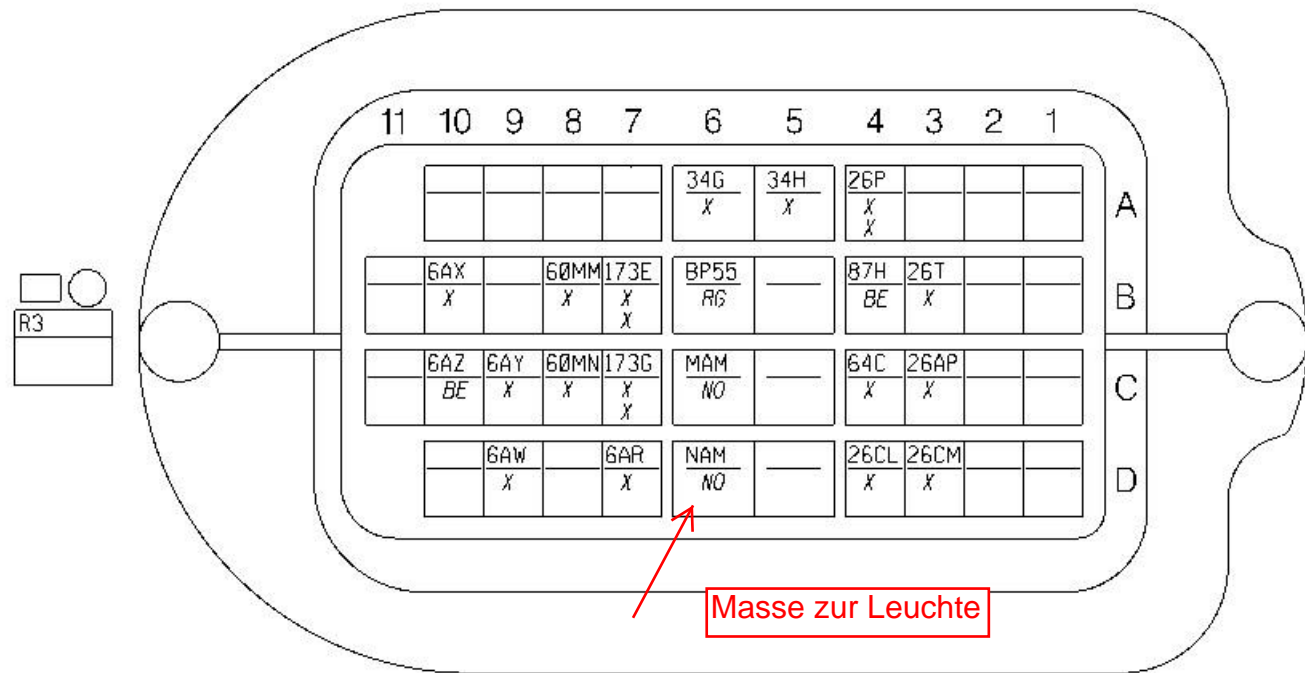 11 10 9 8 7 6 5 4 3 2 1
34G 34H 26P
X X X
X
A
6AX 60MM 173E BP55 87H 26T
X X X RG BE X
X
B
R3
6AZ 6AY 60MN 173G MAM 64C 26AP
BE X X X NO X X
X
C
6AW 6AR NAM 26CL 26CM
X X NO X X
D
Masse zur Leuchte